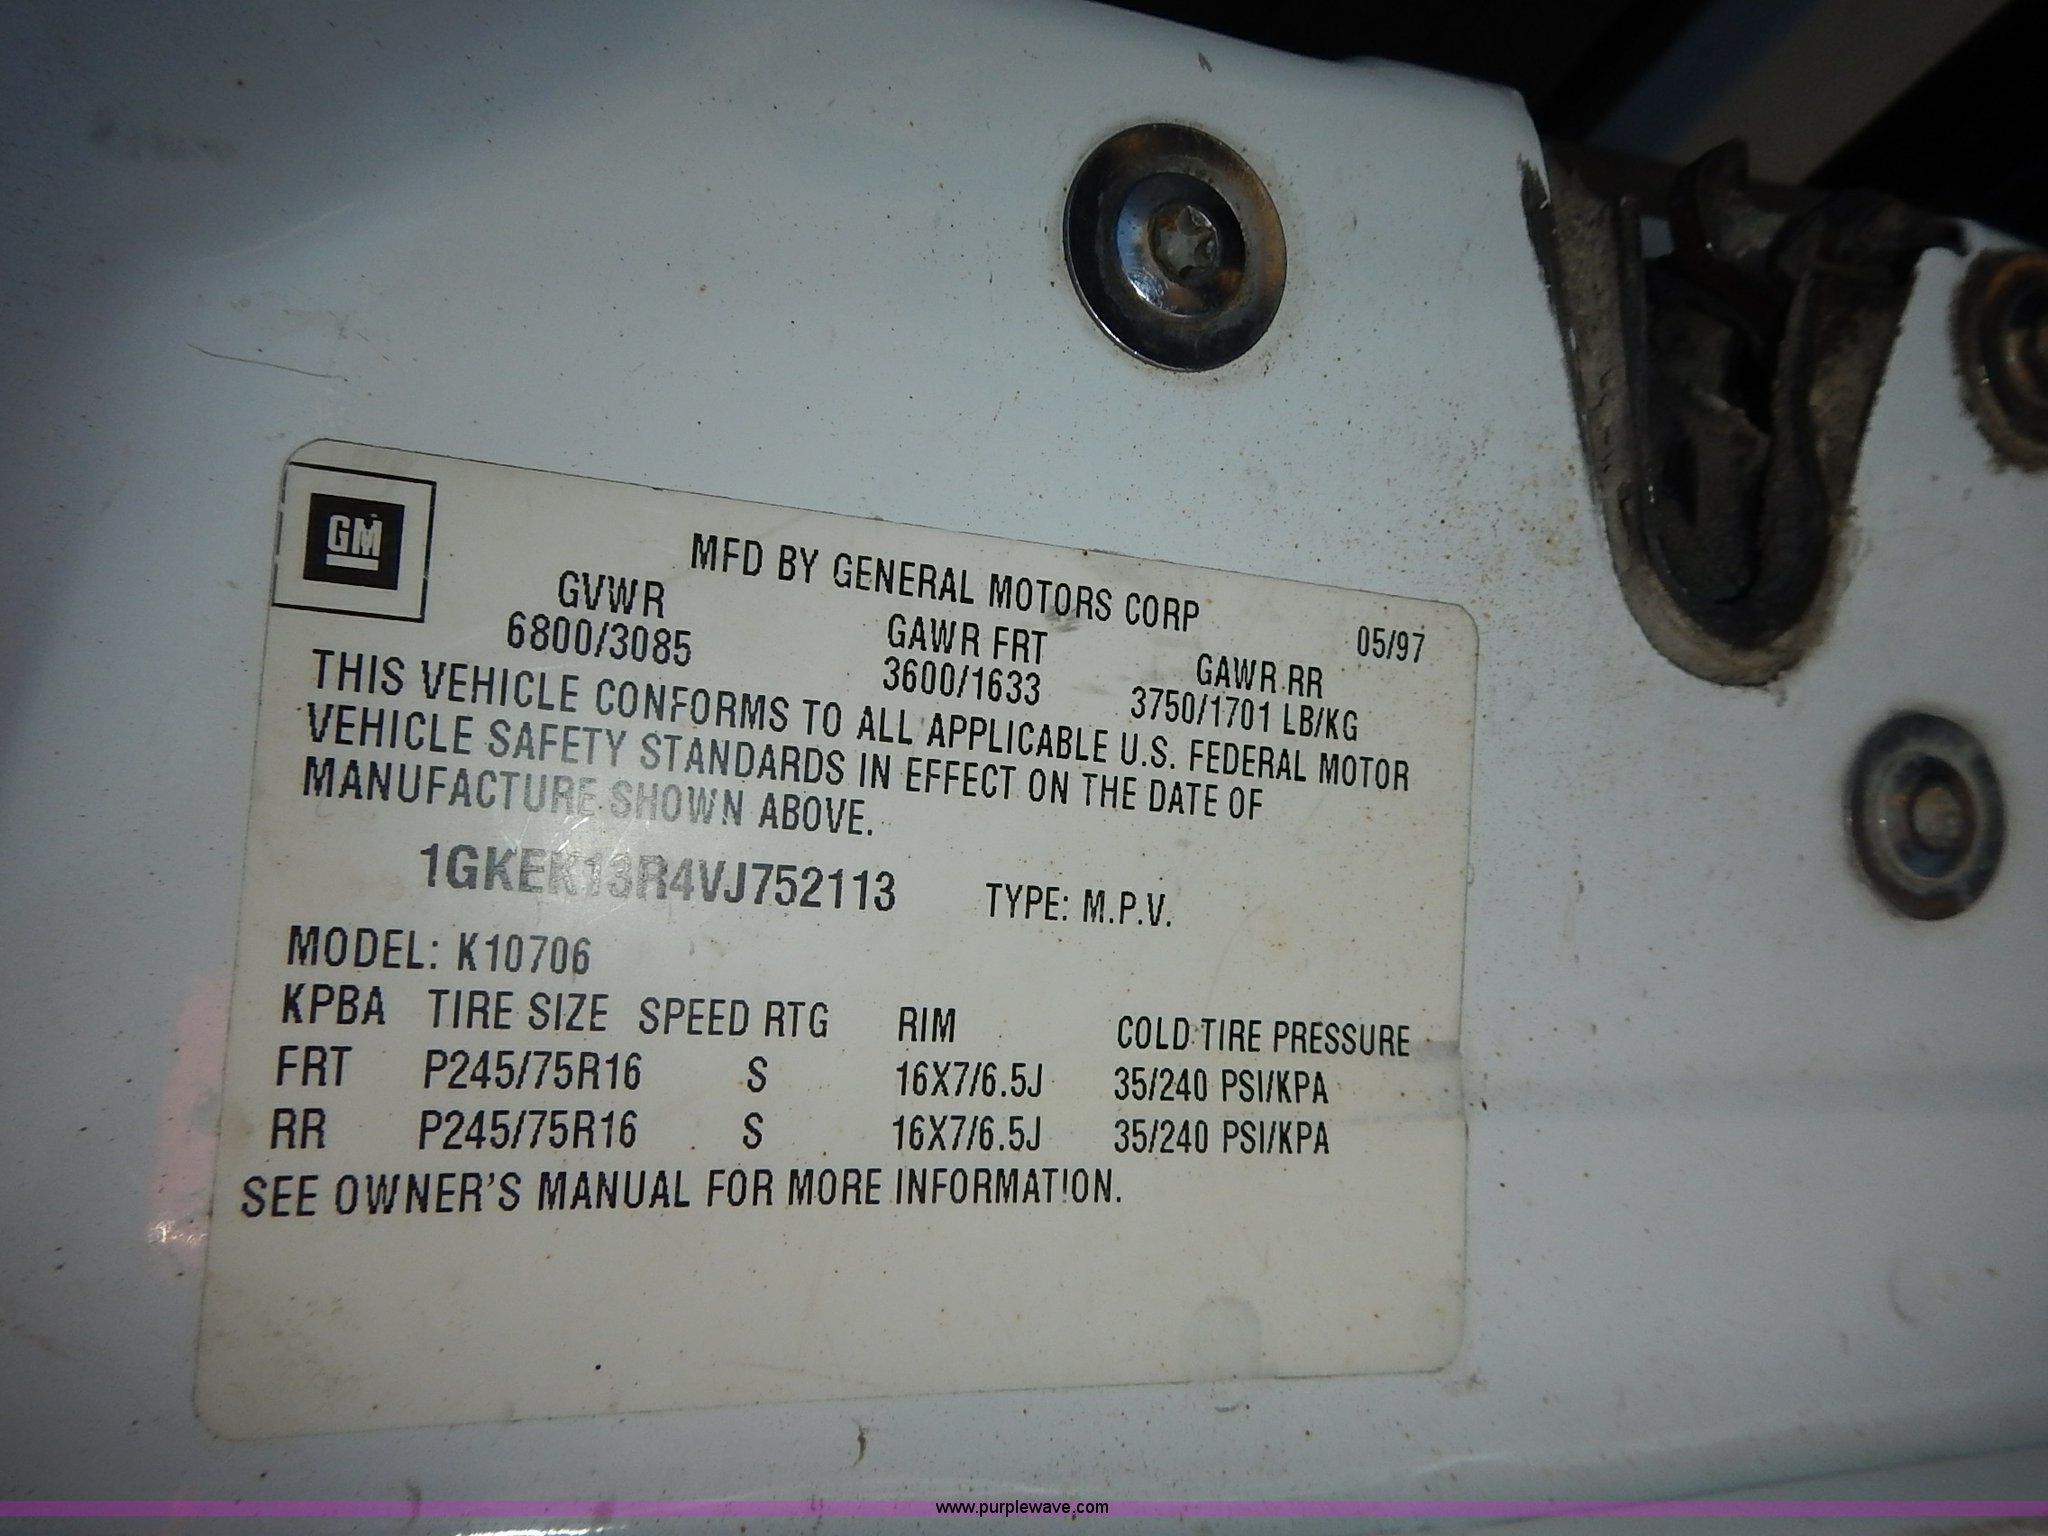 GM
MFD BY GENERAL MOTORS CORP
05/97
GVWR GAWR FRT GAWR RR
6800/3085 3600/1633 3750/1701 LB/KG
THIS VEHICLE CONFORMS TO ALL APPLICABLE U.S. FEDERAL MOTOR
VEHICLE SAFETY STANDARDS IN EFFECT ON THE DATE OF
MANUFACTURE SHOWN ABOVE.
1GKEK13R4VJ752113 TYPE: M.P.V.
MODEL: K10706
KPBA TIRE SIZE SPEED RTG RIM COLD TIRE PRESSURE
FRT P245/75R16 S 16X7/6.5J 35/240 PSI/KPA
RR P245/75R16 S 16X7/6.5J 35/240 PSI/KPA
SEE OWNER'S MANUAL FOR MORE INFORMATION.
www.purplewave.com